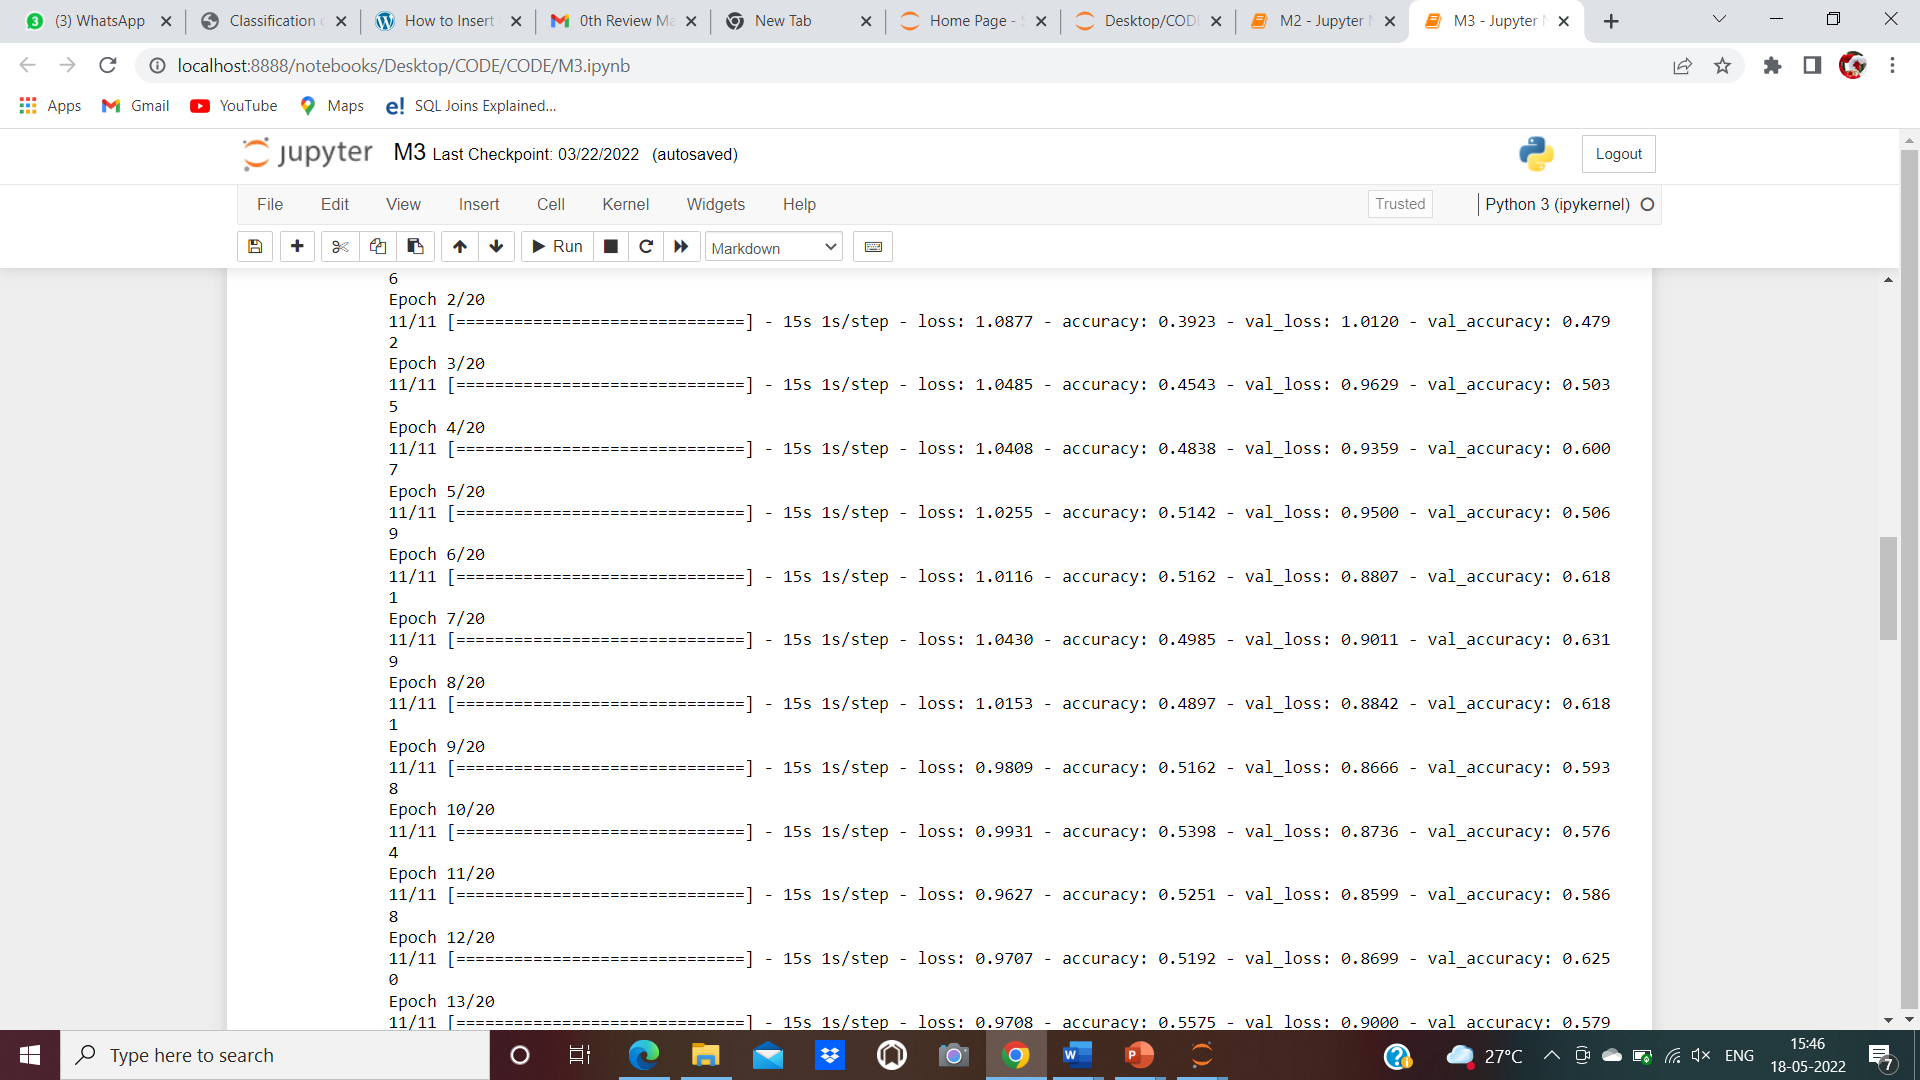 (3) WhatsApp
Classification
How to Insert
0th Review Ma
New Tab
Home Page - S
Desktop/CODE
M2 - Jupyter N
M3 - Jupyter N
localhost:8888/notebooks/Desktop/CODE/CODE/M3.ipynb
Apps
Gmail
YouTube
Maps
e! SQL Joins Explained...
jupyter M3 Last Checkpoint: 03/22/2022 (autosaved)
Logout
File Edit View Insert Cell Kernel Widgets Help
Trusted
Python 3 (ipykernel)
Run
Markdown
6
Epoch 2/20
11/11 [==============================] - 15s 1s/step - loss: 1.0877 - accuracy: 0.3923 - val_loss: 1.0120 - val_accuracy: 0.479
2
Epoch 3/20
11/11 [==============================] - 15s 1s/step - loss: 1.0485 - accuracy: 0.4543 - val_loss: 0.9629 - val_accuracy: 0.503
5
Epoch 4/20
11/11 [==============================] - 15s 1s/step - loss: 1.0408 - accuracy: 0.4838 - val_loss: 0.9359 - val_accuracy: 0.600
7
Epoch 5/20
11/11 [==============================] - 15s 1s/step - loss: 1.0255 - accuracy: 0.5142 - val_loss: 0.9500 - val_accuracy: 0.506
9
Epoch 6/20
11/11 [==============================] - 15s 1s/step - loss: 1.0116 - accuracy: 0.5162 - val_loss: 0.8807 - val_accuracy: 0.618
1
Epoch 7/20
11/11 [==============================] - 15s 1s/step - loss: 1.0430 - accuracy: 0.4985 - val_loss: 0.9011 - val_accuracy: 0.631
9
Epoch 8/20
11/11 [==============================] - 15s 1s/step - loss: 1.0153 - accuracy: 0.4897 - val_loss: 0.8842 - val_accuracy: 0.618
1
Epoch 9/20
11/11 [==============================] - 15s 1s/step - loss: 0.9809 - accuracy: 0.5162 - val_loss: 0.8666 - val_accuracy: 0.593
8
Epoch 10/20
11/11 [==============================] - 15s 1s/step - loss: 0.9931 - accuracy: 0.5398 - val_loss: 0.8736 - val_accuracy: 0.576
4
Epoch 11/20
11/11 [==============================] - 15s 1s/step - loss: 0.9627 - accuracy: 0.5251 - val_loss: 0.8599 - val_accuracy: 0.586
8
Epoch 12/20
11/11 [==============================] - 15s 1s/step - loss: 0.9707 - accuracy: 0.5192 - val_loss: 0.8699 - val_accuracy: 0.625
0
Epoch 13/20
11/11 [==============================] - 15s 1s/step - loss: 0.9708 - accuracy: 0.5575 - val_loss: 0.9000 - val_accuracy: 0.579
Type here to search
27°C
ENG
15:46
18-05-2022
7